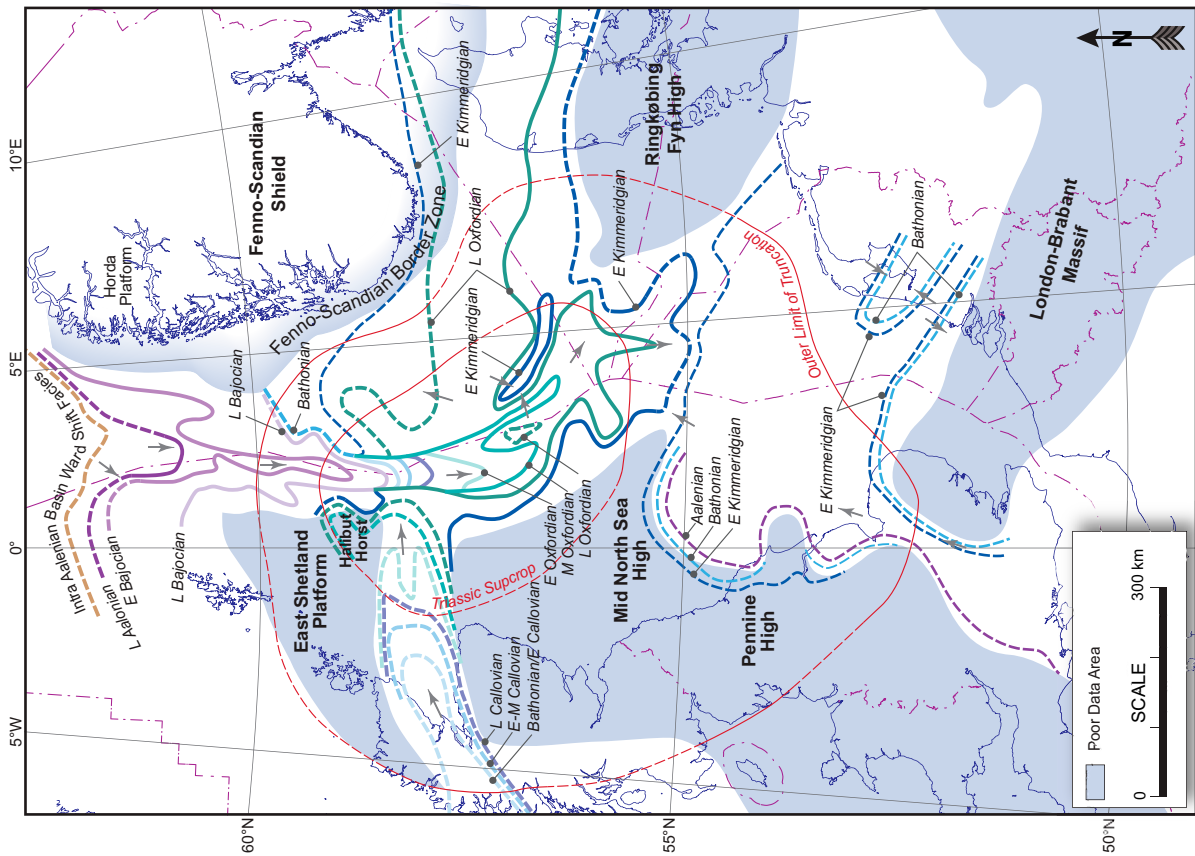 10°E
5°E
0°
5°W
60°N
55°N
50°N
Horda
Platform
Fenno-Scandian
Shield
Fenno-Scandian Border Zone
E Kimmeridgian
L Oxfordian
Ringkøbing
Fyn High
E Kimmeridgian
E Kimmeridgian
Intra Aalenian Basin Ward Shift Facies
L Aalonian
E Bajocian
L Bajocian
L Bajocian
Bathonian
East Shetland
Platform
Halibut
Horst
Triassic Supcrop
E Oxfordian
M Oxfordian
L Oxfordian
Mid North Sea
High
L Callovian
E-M Callovian
Bathonian/E Callovian
Aalenian
Bathonian
E Kimmeridgian
Pennine
High
Outer Limit of Truncation
E Kimmeridgian
Bathonian
London-Brabant
Massif
N
Poor Data Area
SCALE
0
300 km